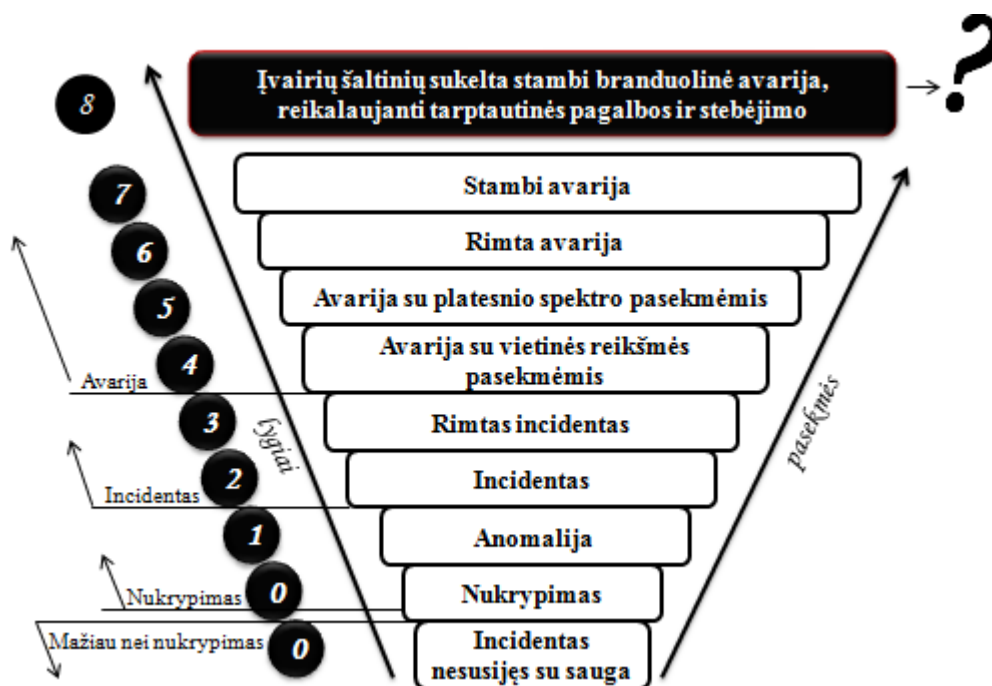 Įvairių šaltinių sukelta stambi branduolinė avarija,
reikalaujanti tarptautinės pagalbos ir stebėjimo
?
8
Stambi avarija
7
Rimta avarija
6
Avarija su platesnio spektro pasekmėmis
5
Avarija su vietinės reikšmės
pasekmėmis
4
Avarija
Rimtas incidentas
3
lygiai
pasekmės
Incidentas
2
Incidentas
Anomalija
1
Nukrypimas
0
Nukrypimas
Mažiau nei nukrypimas
0
Incidentas
nesusijęs su sauga